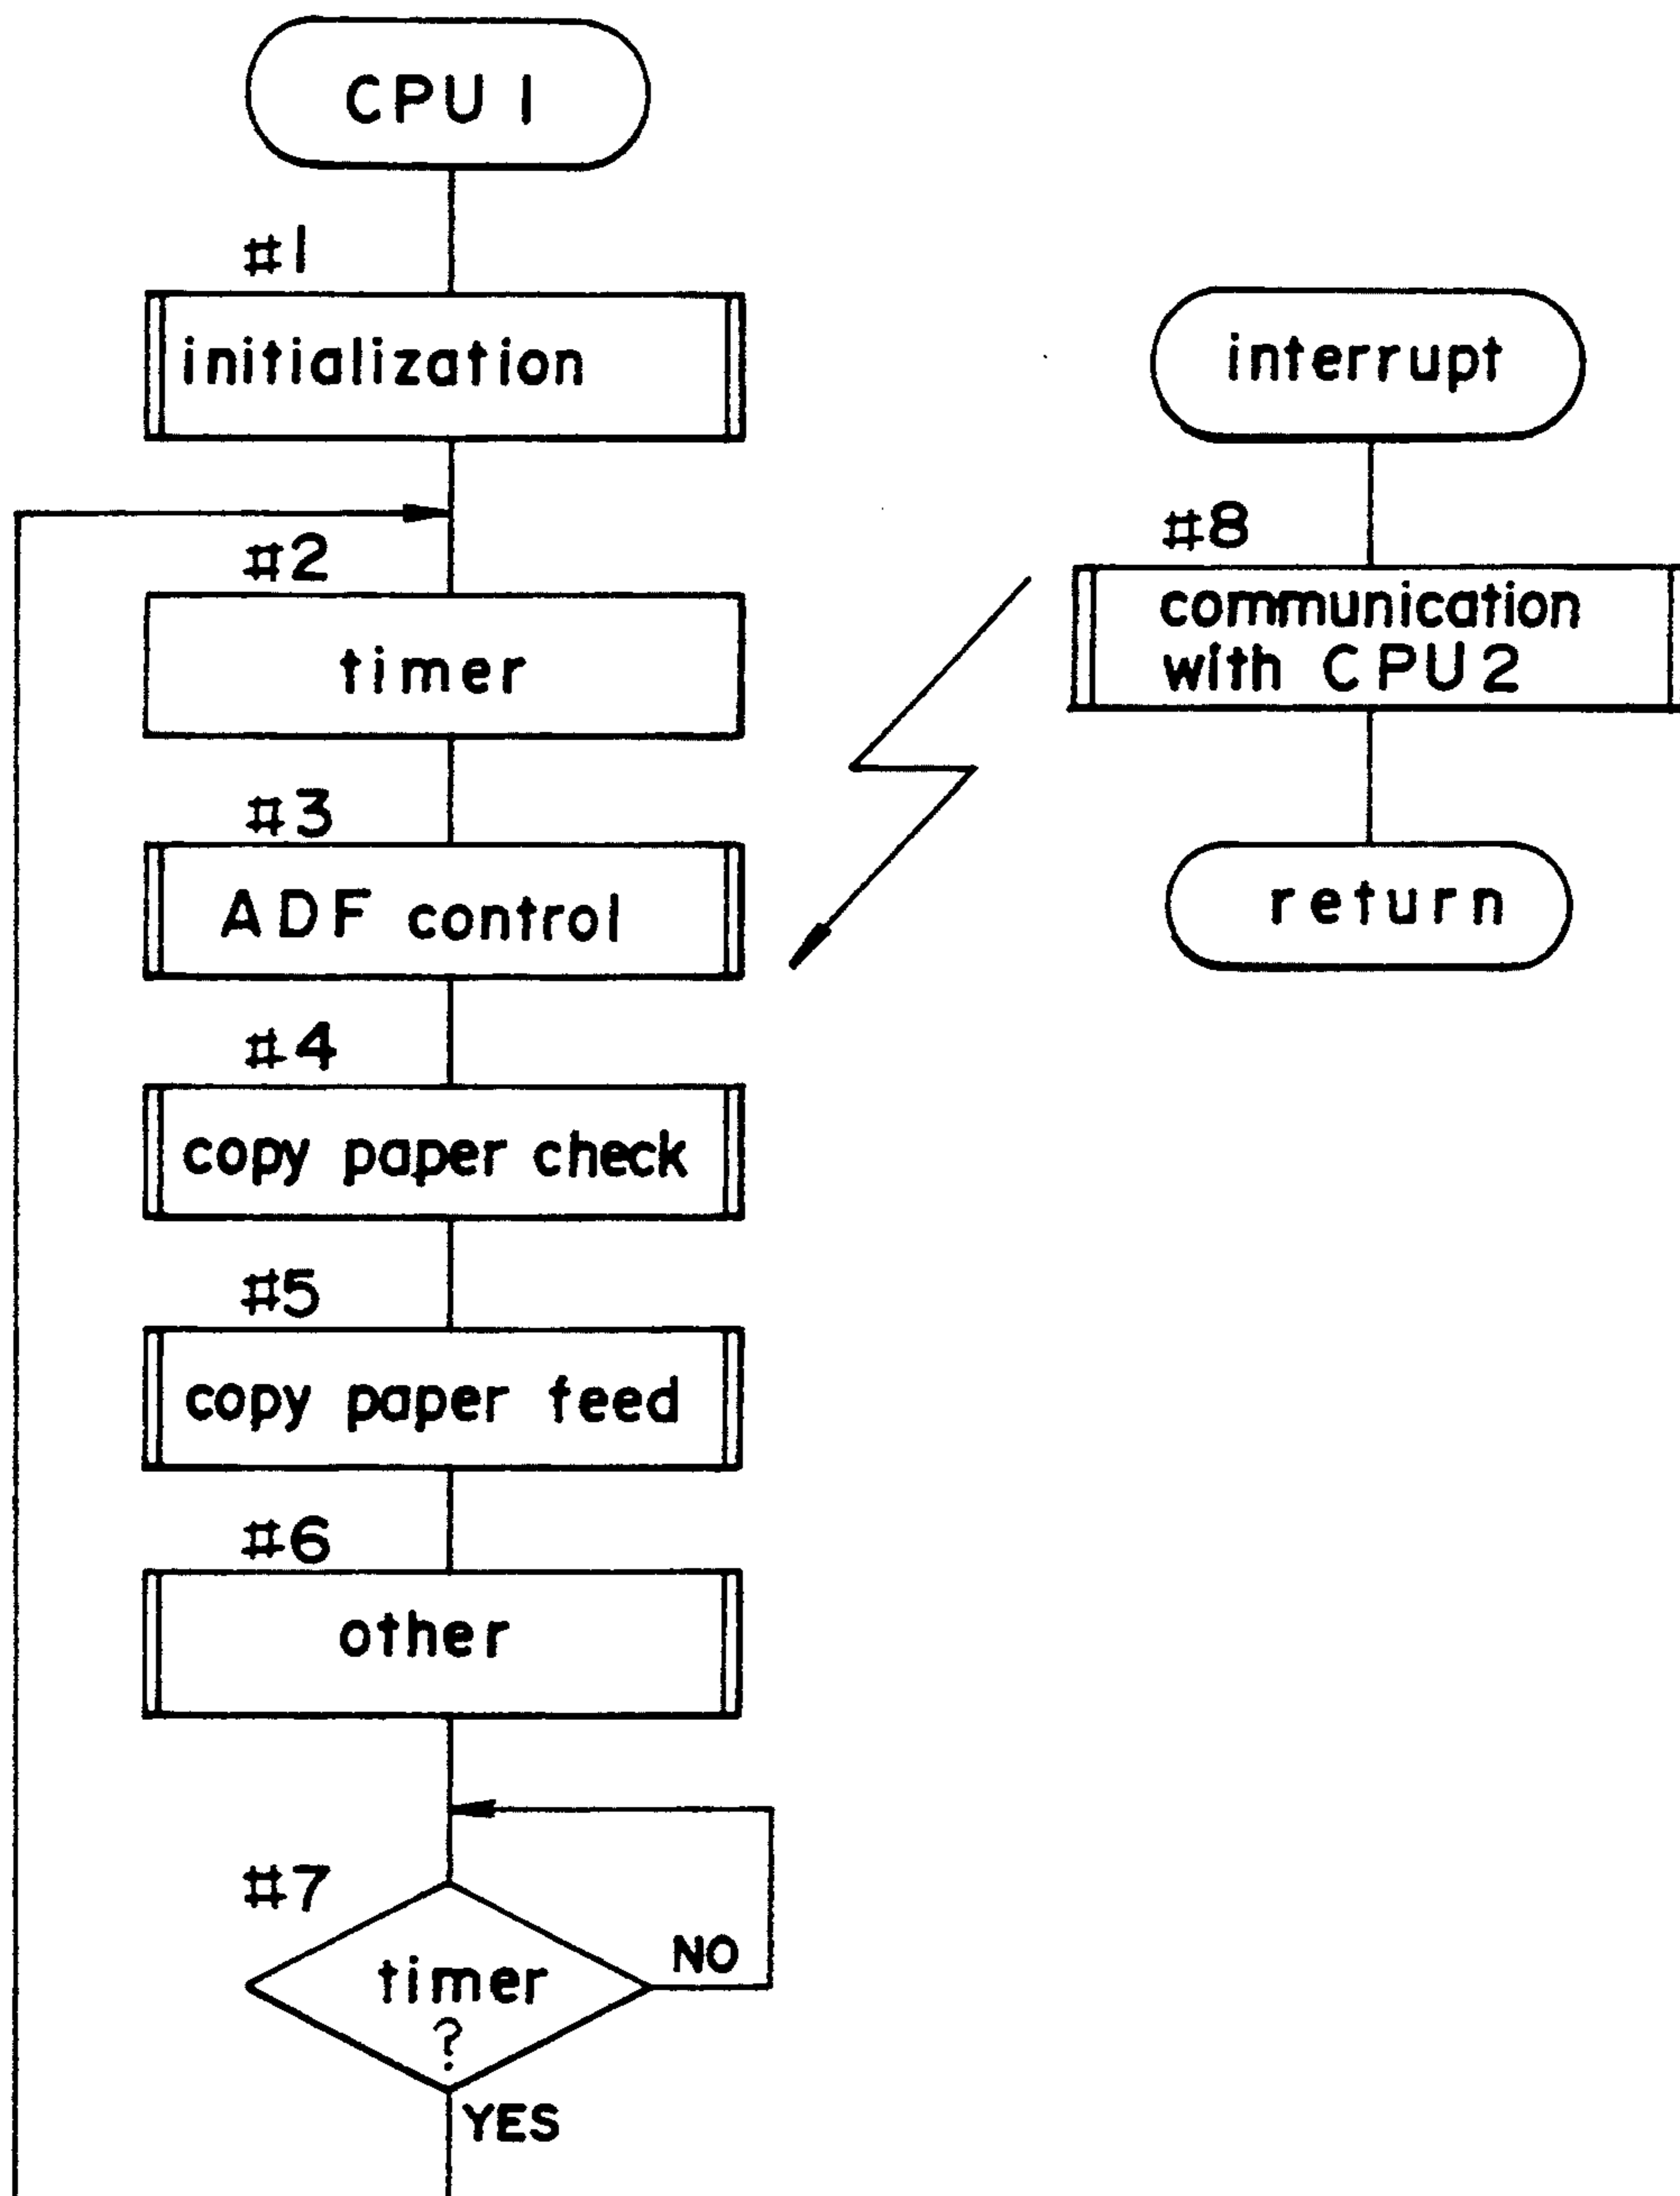 CPU 1
#1
initialization
#2
timer
#3
ADF control
#4
copy paper check
#5
copy paper feed
#6
other
#7
timer
?
NO
YES
interrupt
#8
communication
with CPU2
return